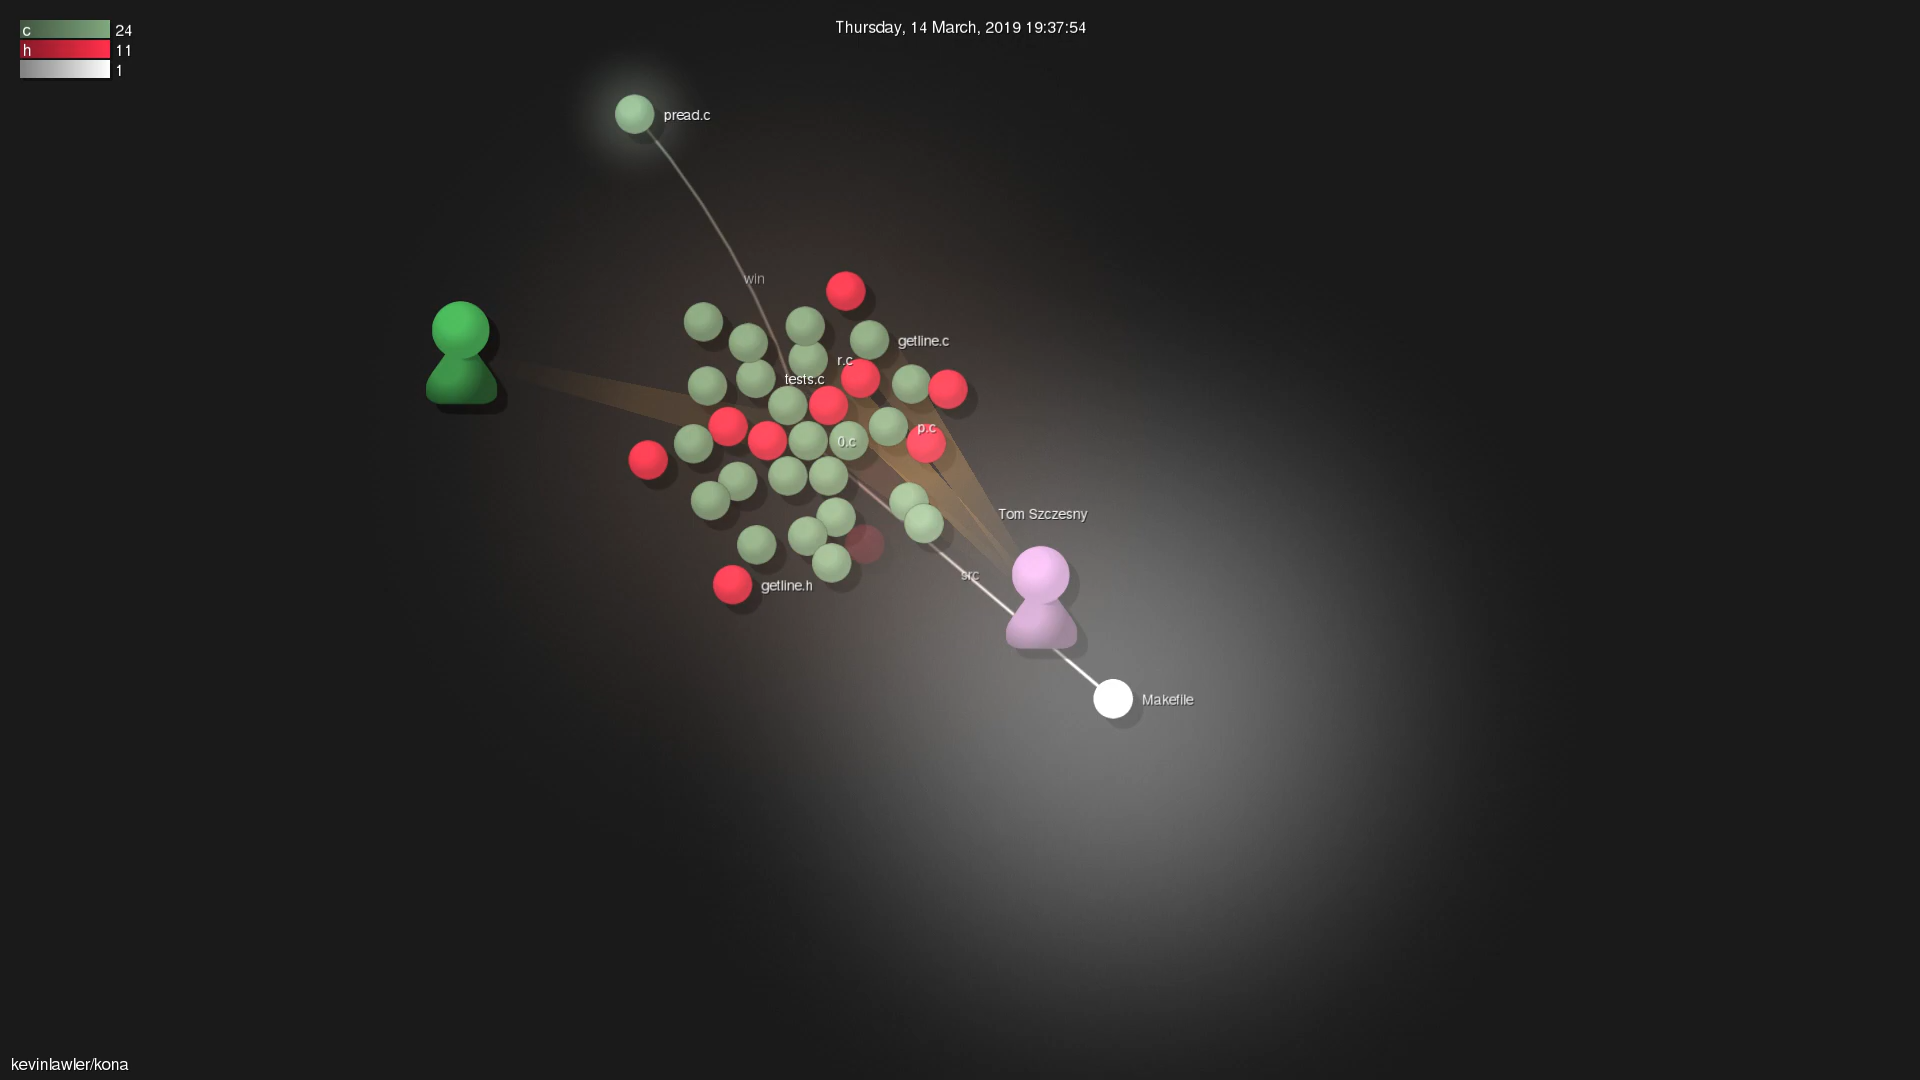 c 24
h 11
1
Thursday, 14 March, 2019 19:37:54
pread.c
win
getline.c
r.c
tests.c
p.c
0.c
Tom Szczesny
src
getline.h
Makefile
kevinlawler/kona